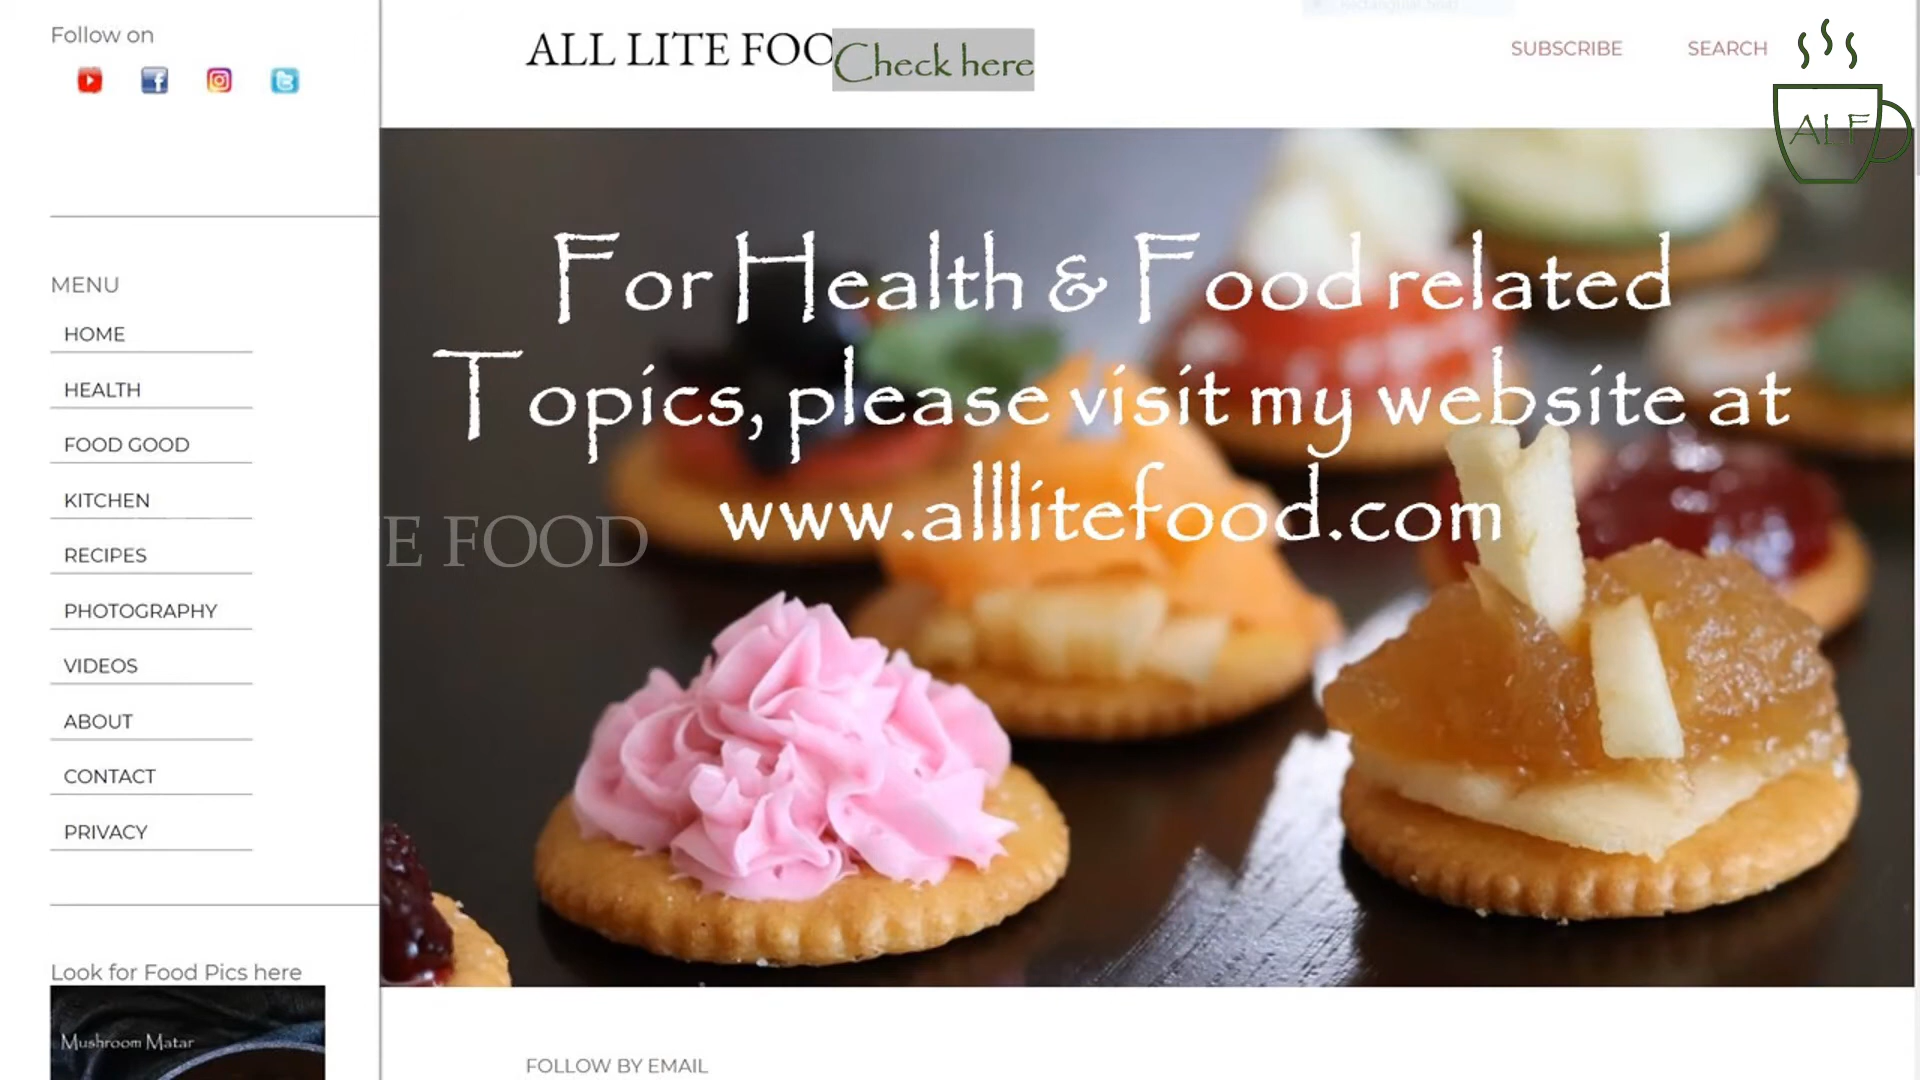 Follow on
ALL LITE FOO
Check here
SUBSCRIBE
SEARCH
ALF
MENU
HOME
HEALTH
FOOD GOOD
KITCHEN
RECIPES
PHOTOGRAPHY
VIDEOS
ABOUT
CONTACT
PRIVACY
For Health & Food related
Topics, please visit my website at
www.alllitefood.com
E FOOD
Look for Food Pics here
Mushroom Matar
FOLLOW BY EMAIL